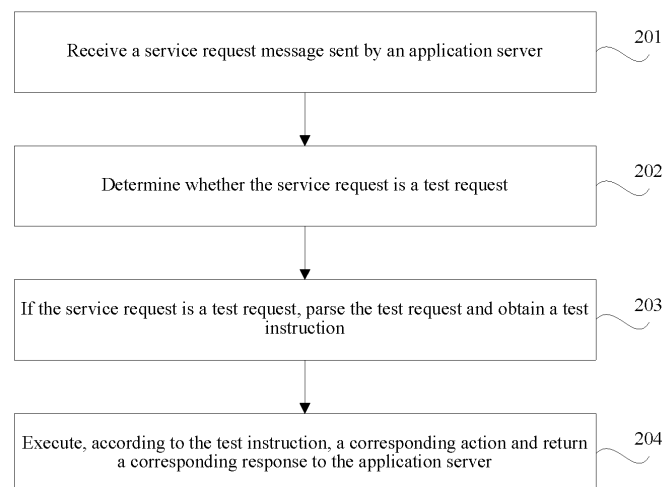 Receive a service request message sent by an application server
201
Determine whether the service request is a test request
202
If the service request is a test request, parse the test request and obtain a test
instruction
203
Execute, according to the test instruction, a corresponding action and return
a corresponding response to the application server
204